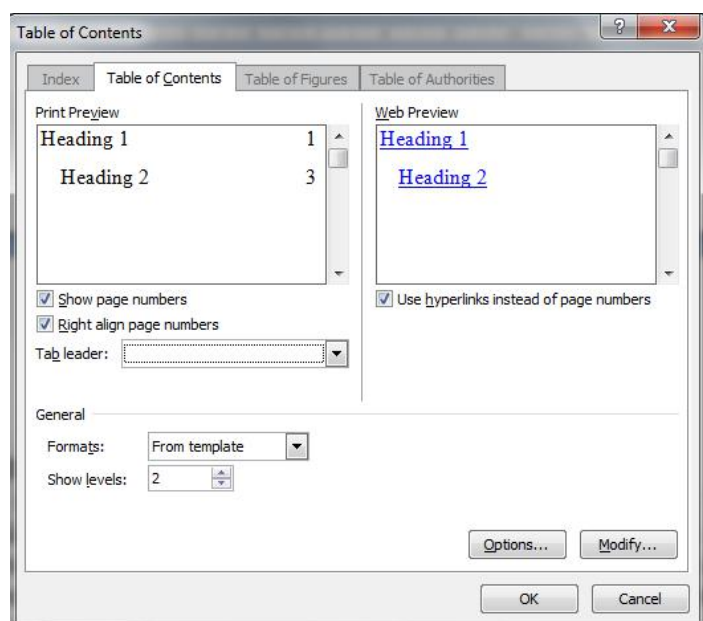 Table of Contents
Index Table of Contents Table of Figures Table of Authorities
Print Preview
Heading 1 1
Heading 2 3
Show page numbers
Right align page numbers
Tab leader:
Web Preview
Heading 1
Heading 2
Use hyperlinks instead of page numbers
General
Formats: From template
Show levels: 2
Options... Modify...
OK Cancel